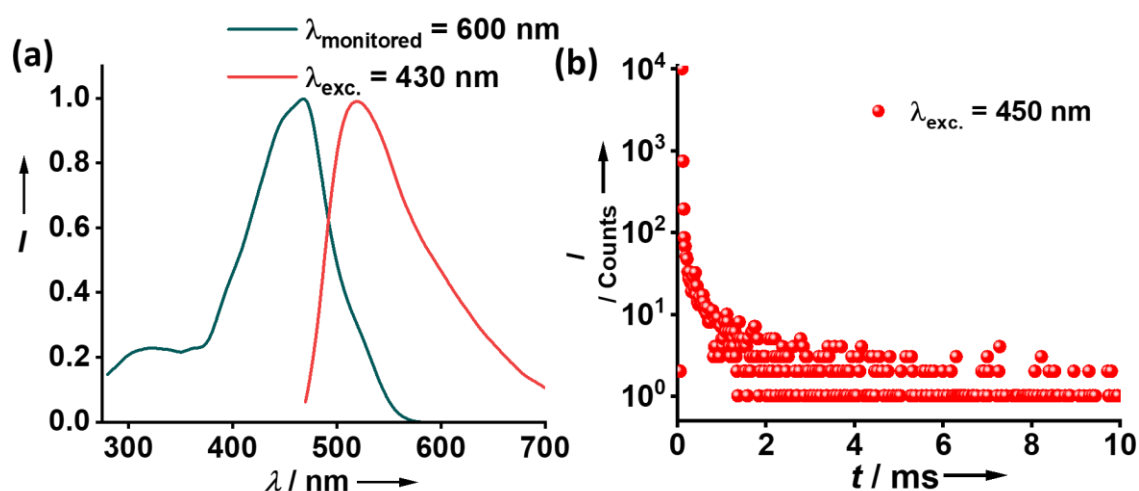 (a)
λmonitored = 600 nm
λexc. = 430 nm
1.0
0.8
0.6
0.4
0.2
0.0
I
300 400 500 600 700
λ / nm
(b)
λexc. = 450 nm
10⁴
10³
10²
10¹
10⁰
I / Counts
0 2 4 6 8 10
t / ms